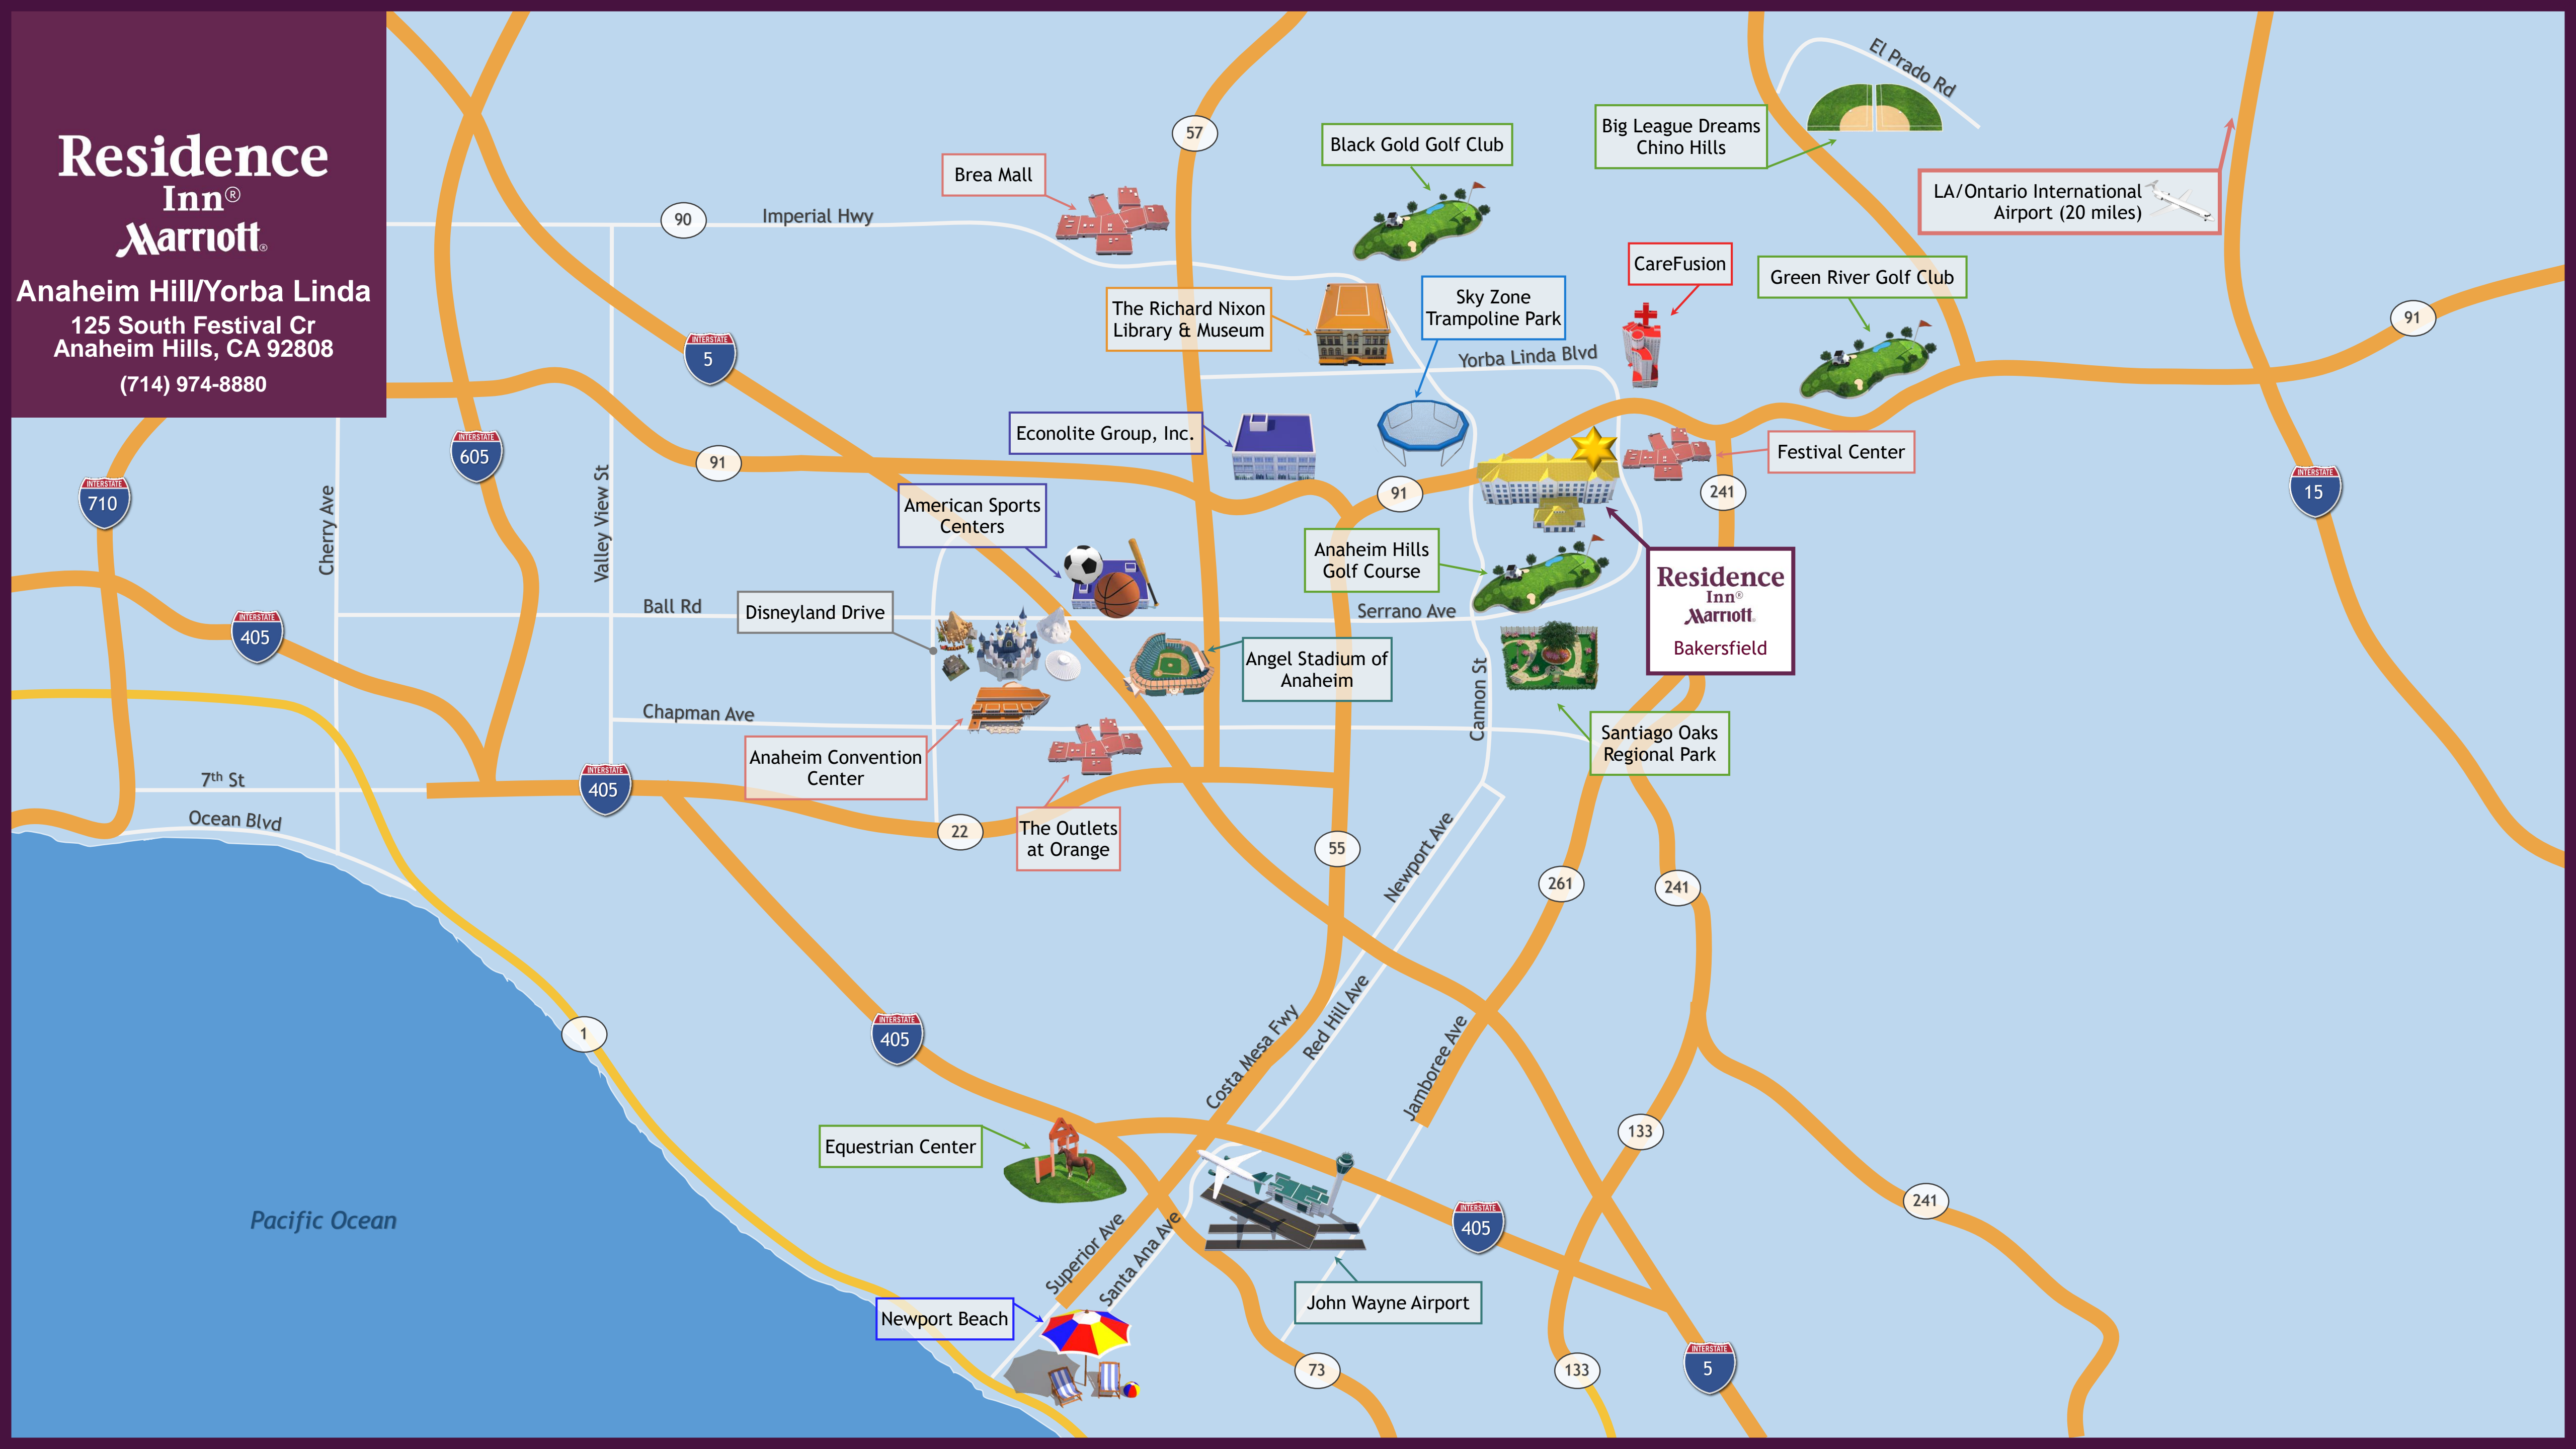 Residence
Inn®
Marriott®
Anaheim Hill/Yorba Linda
125 South Festival Cr
Anaheim Hills, CA 92808
(714) 974-8880
El Prado Rd
57
Black Gold Golf Club
Big League Dreams
Chino Hills
Brea Mall
LA/Ontario International
Airport (20 miles)
90
Imperial Hwy
CareFusion
Green River Golf Club
The Richard Nixon
Library & Museum
Sky Zone
Trampoline Park
91
INTERSTATE
5
Yorba Linda Blvd
Econolite Group, Inc.
INTERSTATE
605
91
Festival Center
INTERSTATE
710
Cherry Ave
Valley View St
American Sports
Centers
91
241
INTERSTATE
15
Anaheim Hills
Golf Course
Residence
Inn®
Marriott®
Bakersfield
INTERSTATE
405
Ball Rd
Disneyland Drive
Serrano Ave
Angel Stadium of
Anaheim
Cannon St
Chapman Ave
Anaheim Convention
Center
Santiago Oaks
Regional Park
7th St
INTERSTATE
405
Ocean Blvd
22
The Outlets
at Orange
55
Newport Ave
261
241
1
INTERSTATE
405
Costa Mesa Fwy
Red Hill Ave
Jamboree Ave
133
Equestrian Center
Pacific Ocean
Superior Ave
Santa Ana Ave
INTERSTATE
405
241
Newport Beach
John Wayne Airport
73
133
INTERSTATE
5